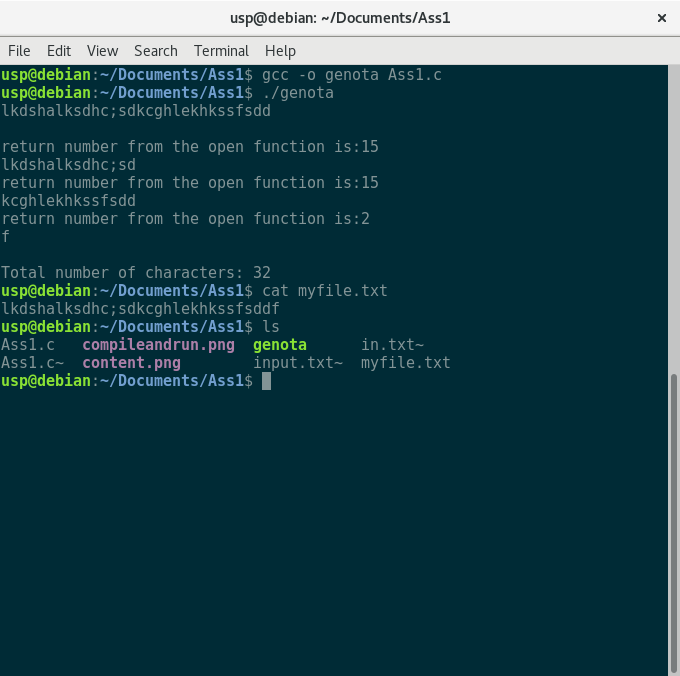 usp@debian: ~/Documents/Ass1 ×
File Edit View Search Terminal Help
usp@debian:~/Documents/Ass1$ gcc -o genota Ass1.c
usp@debian:~/Documents/Ass1$ ./genota
lkdshalksdhc;sdkcghlekhkssfsdd
return number from the open function is:15
lkdshalksdhc;sd
return number from the open function is:15
kcghlekhkssfsdd
return number from the open function is:2
f
Total number of characters: 32
usp@debian:~/Documents/Ass1$ cat myfile.txt
lkdshalksdhc;sdkcghlekhkssfsddf
usp@debian:~/Documents/Ass1$ ls
Ass1.c compileandrun.png genota in.txt~
Ass1.c~ content.png input.txt~ myfile.txt
usp@debian:~/Documents/Ass1$